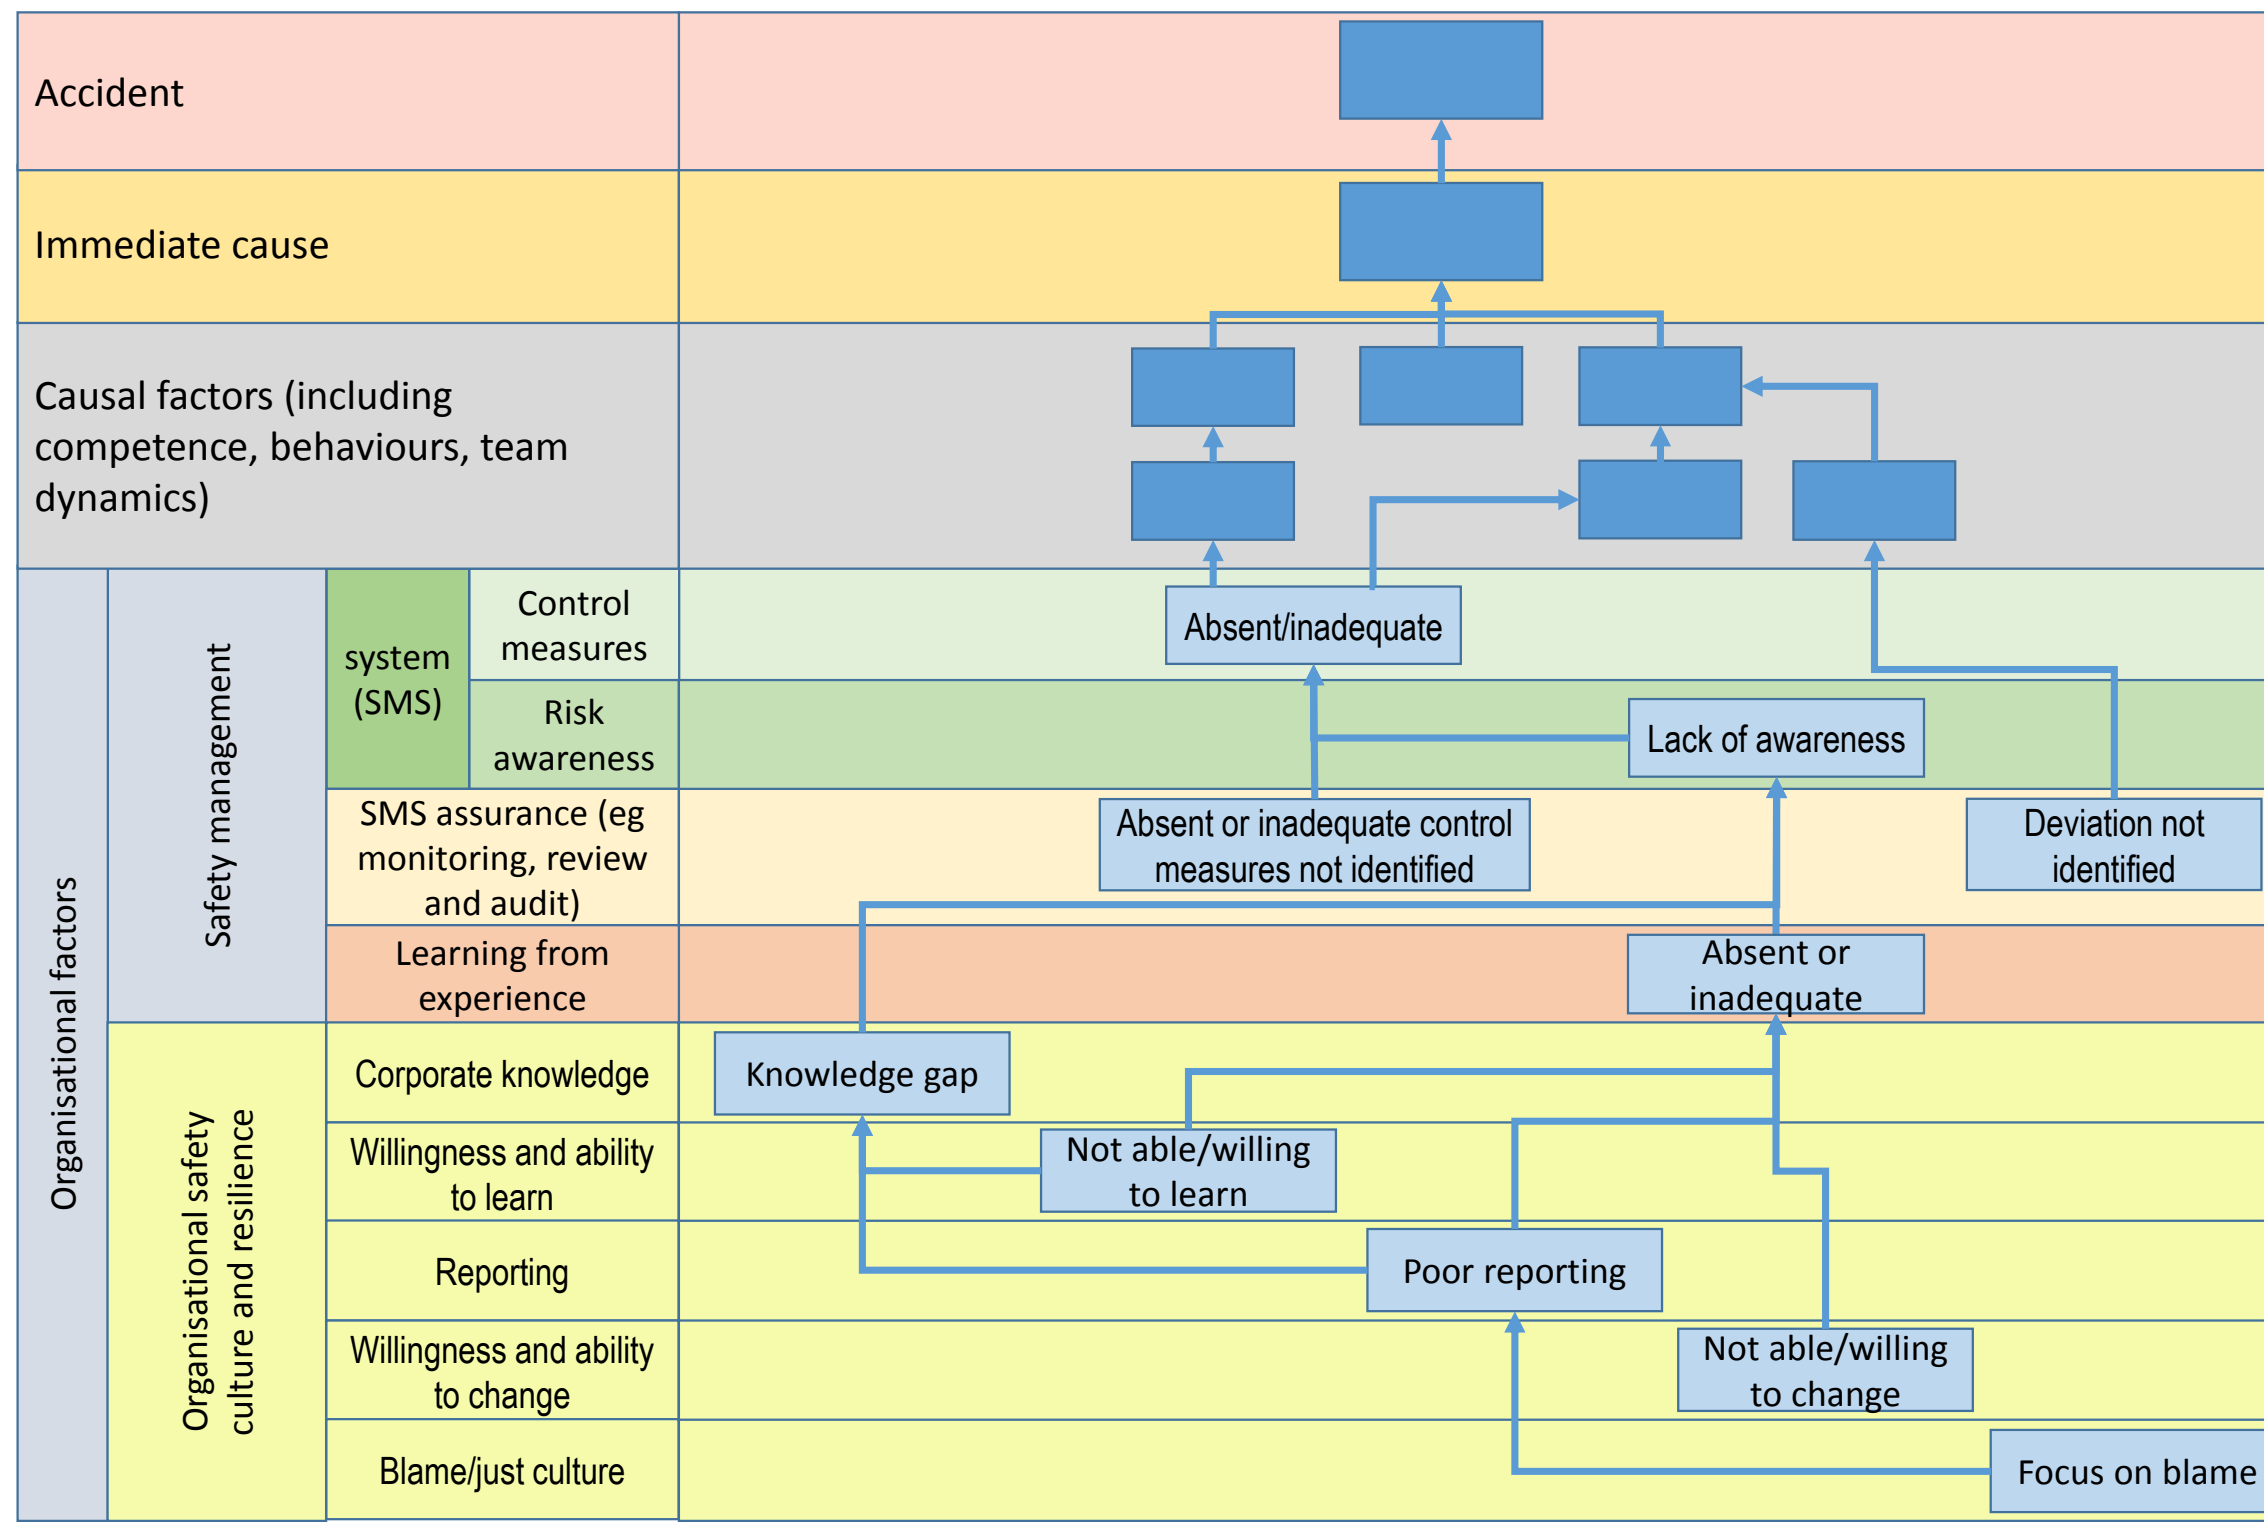 Accident
Immediate cause
Causal factors (including
competence, behaviours, team
dynamics)
Organisational factors
Safety management
system
(SMS)
Control
measures
Absent/inadequate
Risk
awareness
Lack of awareness
SMS assurance (eg
monitoring, review
and audit)
Absent or inadequate control
measures not identified
Deviation not
identified
Learning from
experience
Absent or
inadequate
Organisational safety
culture and resilience
Corporate knowledge
Knowledge gap
Willingness and ability
to learn
Not able/willing
to learn
Reporting
Poor reporting
Willingness and ability
to change
Not able/willing
to change
Blame/just culture
Focus on blame